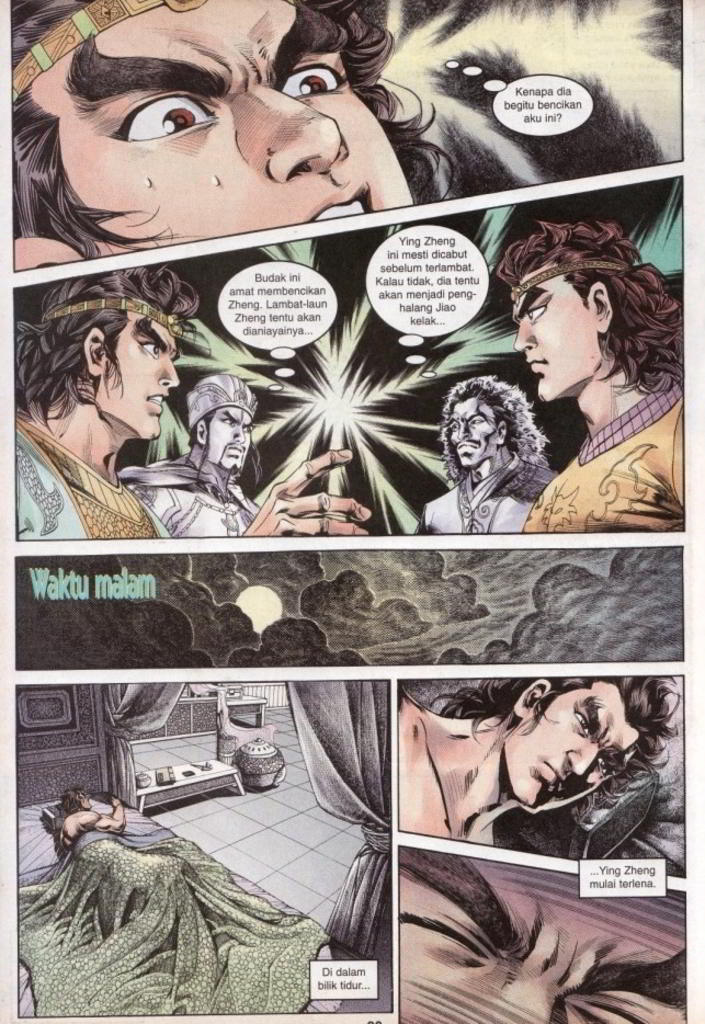 Kenapa dia
begitu bencikan
aku ini?
Budak ini
amat membencikan
Zheng. Lambat-laun
Zheng tentu akan
dianiayainya...
Ying Zheng
ini mesti dicabut
sebelum terlambat.
Kalau tidak, dia tentu
akan menjadi peng-
halang Jiao
kelak...
Waktu malam
Di dalam
bilik tidur...
...Ying Zheng
mulai terlena.